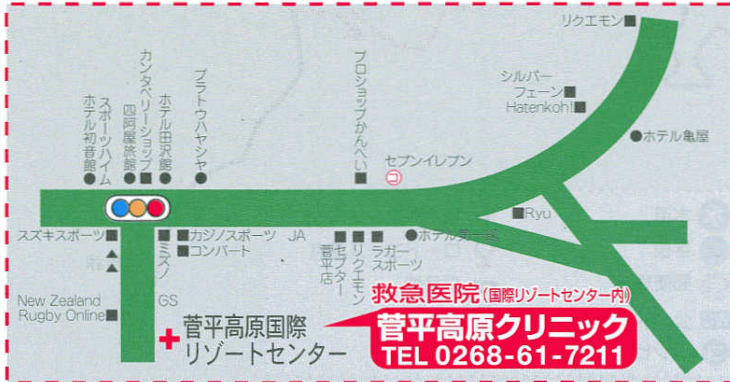 リクエモン
シルバー
フェーン
Hatenkoh!
ホテル亀屋
Ryu
スポーツハイム
ホテル初音館
四阿屋旅館
カンタベリーショップ
ホテル田沢館
プラトウハヤシヤ
プロショップかんぺい
セブンイレブン
スズキスポーツ
ミズノ
カジノスポーツ
コンバート
JA
セプター
菅平店
リクエモン
ラガー
スポーツ
New Zealand
Rugby Online
GS
菅平高原国際
リゾートセンター
救急医院(国際リゾートセンター内)
菅平高原クリニック
TEL 0268-61-7211